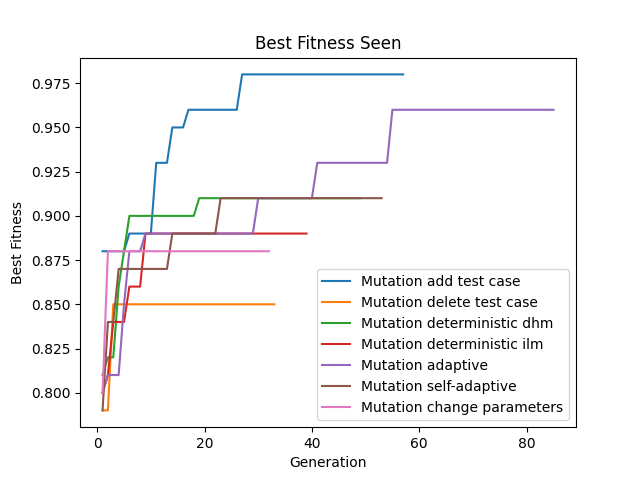 Best Fitness Seen
Best Fitness
0.975
0.950
0.925
0.900
0.875
0.850
0.825
0.800
Mutation add test case
Mutation delete test case
Mutation deterministic dhm
Mutation deterministic ilm
Mutation adaptive
Mutation self-adaptive
Mutation change parameters
0 20 40 60 80
Generation